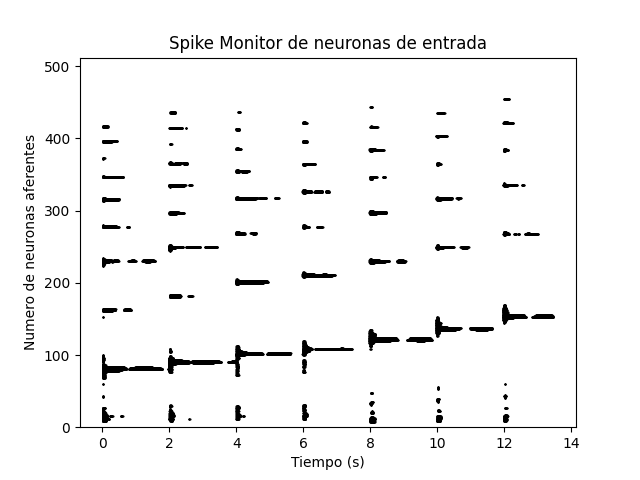 Spike Monitor de neuronas de entrada
Numero de neuronas aferentes
500
400
300
200
100
0
0 2 4 6 8 10 12 14
Tiempo (s)